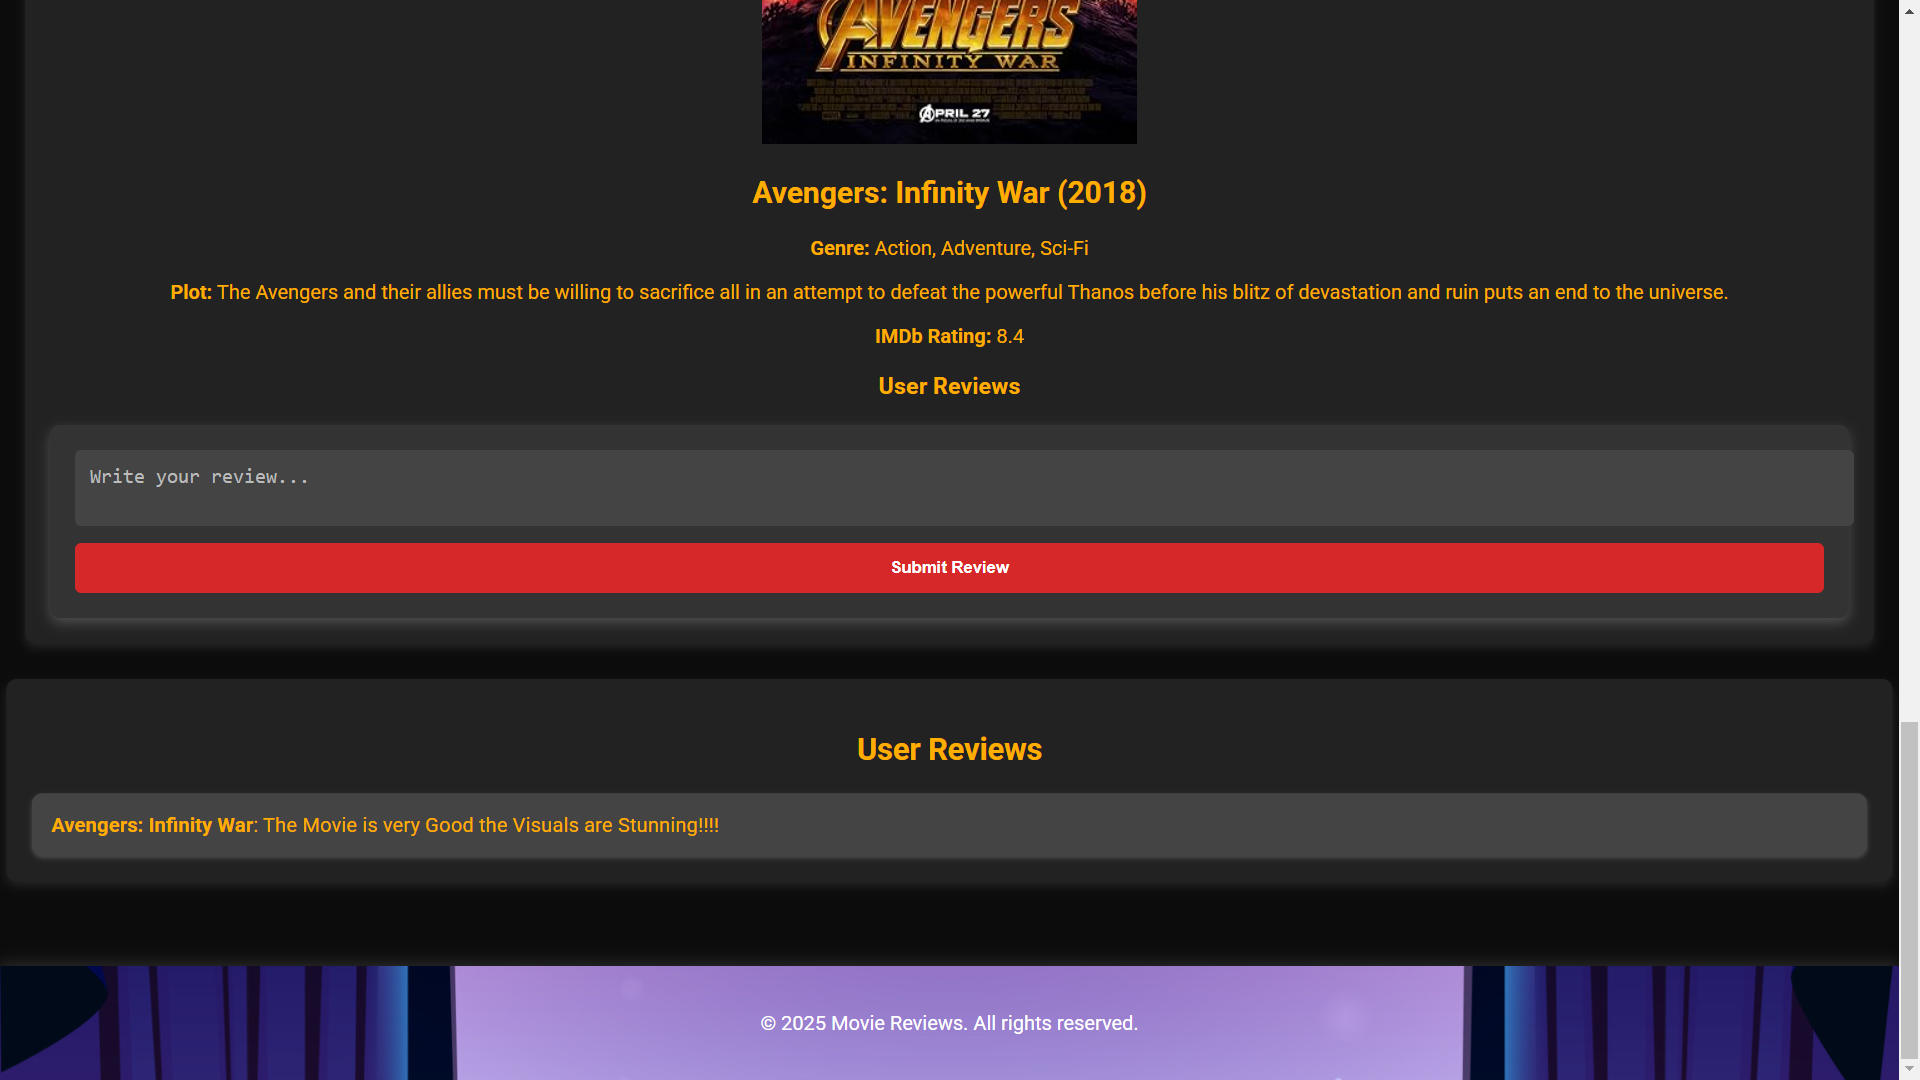 AVENGERS
INFINITY WAR
APRIL 27
Avengers: Infinity War (2018)
Genre: Action, Adventure, Sci-Fi
Plot: The Avengers and their allies must be willing to sacrifice all in an attempt to defeat the powerful Thanos before his blitz of devastation and ruin puts an end to the universe.
IMDb Rating: 8.4
User Reviews
Write your review...
Submit Review
User Reviews
Avengers: Infinity War: The Movie is very Good the Visuals are Stunning!!!!
© 2025 Movie Reviews. All rights reserved.